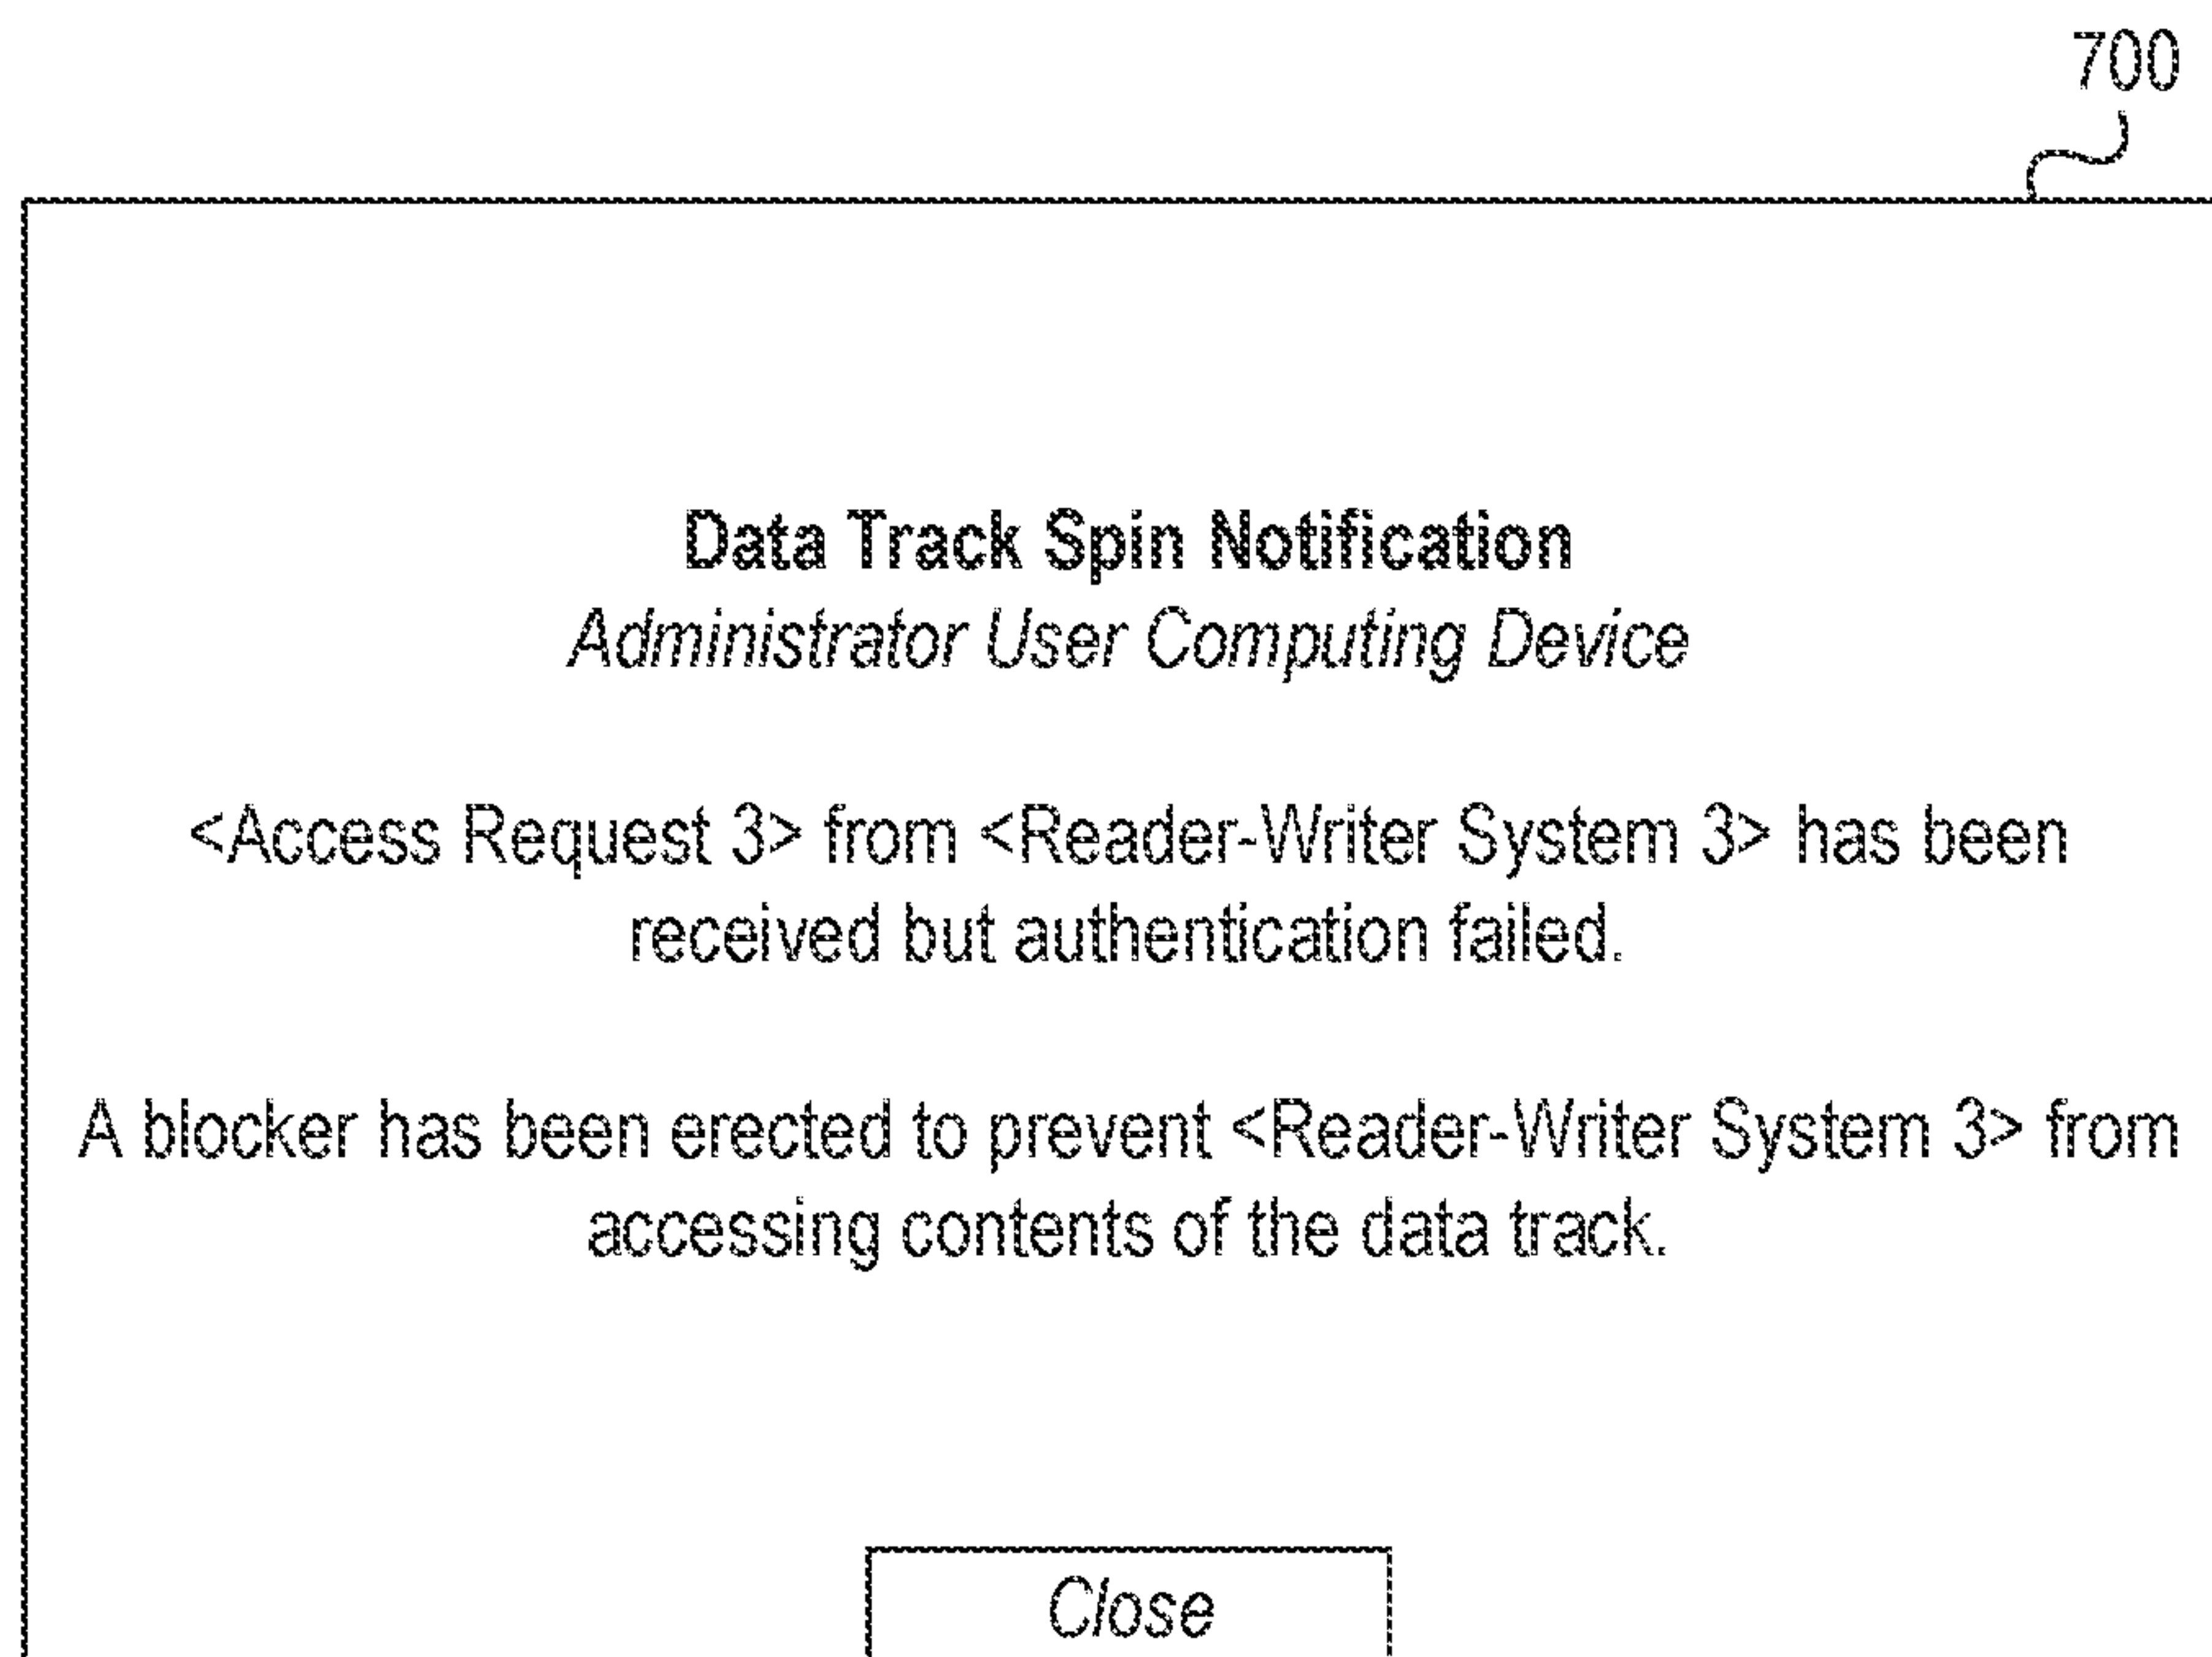 700
Data Track Spin Notification
Administrator User Computing Device
<Access Request 3> from <Reader-Writer System 3> has been
received but authentication failed.
A blocker has been erected to prevent <Reader-Writer System 3> from
accessing contents of the data track.
Close